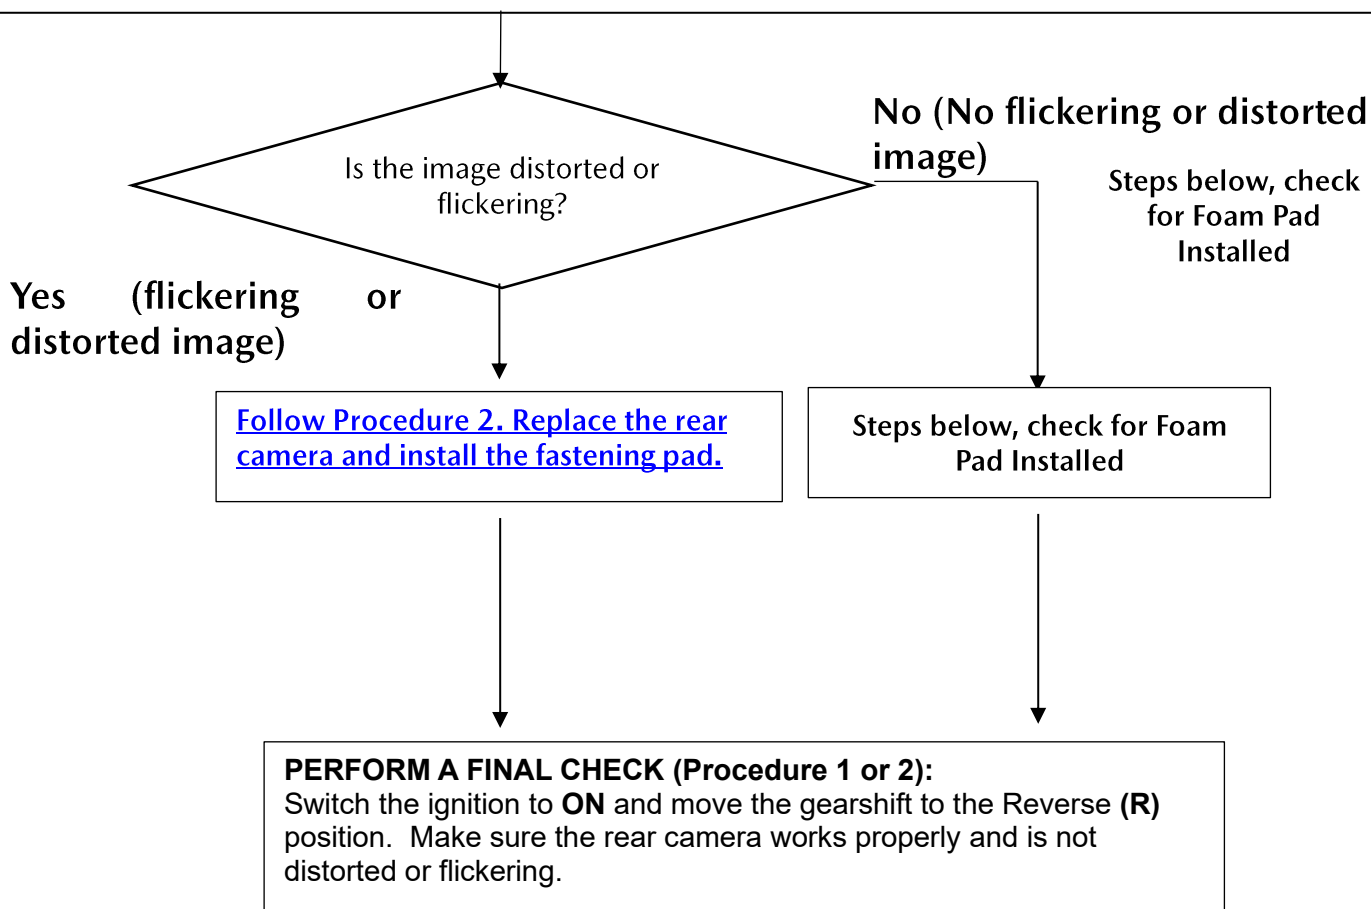 Is the image distorted or
flickering?
No (No flickering or distorted
image)
Steps below, check
for Foam Pad
Installed
Yes (flickering or
distorted image)
Follow Procedure 2. Replace the rear
camera and install the fastening pad.
Steps below, check for Foam
Pad Installed
PERFORM A FINAL CHECK (Procedure 1 or 2):
Switch the ignition to ON and move the gearshift to the Reverse (R)
position.  Make sure the rear camera works properly and is not
distorted or flickering.